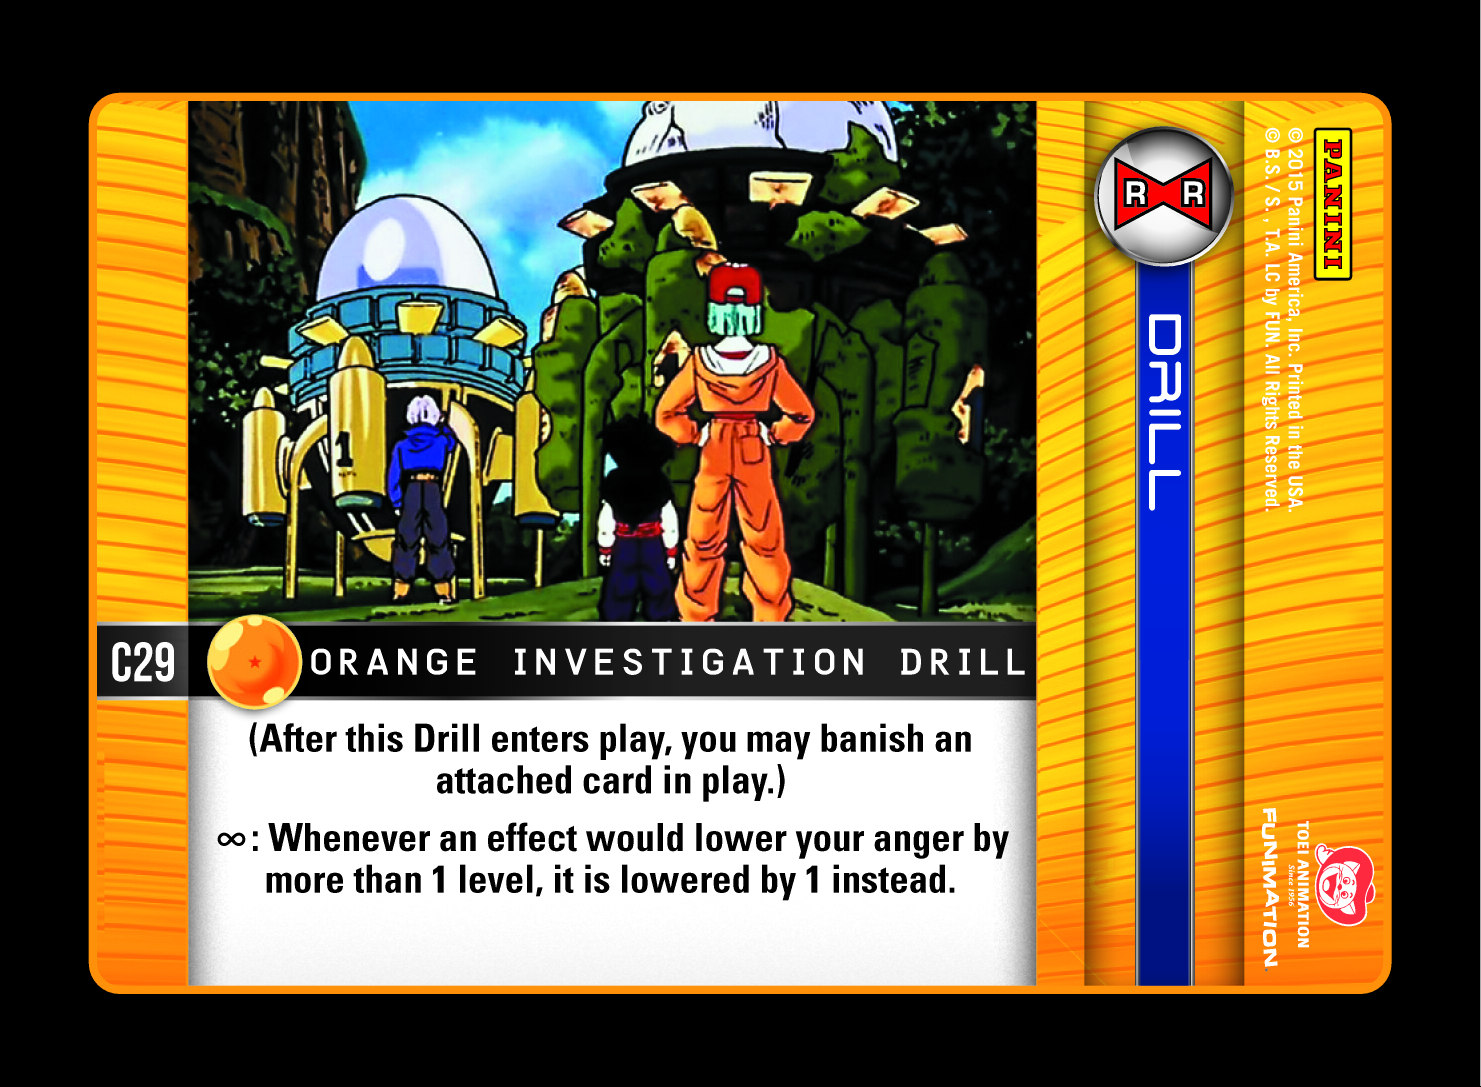 1
C29
ORANGE INVESTIGATION DRILL
(After this Drill enters play, you may banish an
attached card in play.)
∞: Whenever an effect would lower your anger by
more than 1 level, it is lowered by 1 instead.
R R
DRILL
PANINI
© 2015 Panini America, Inc. Printed in the USA.
© B.S./ S. , T.A. LC by FUN. All Rights Reserved.
TOEI ANIMATION
Since 1956
FUNIMATION